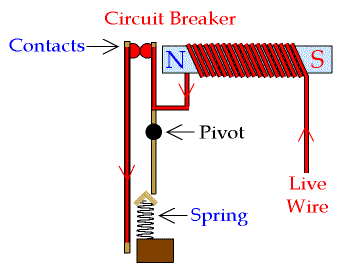 Circuit Breaker
Contacts
N
S
Pivot
Live
Wire
Spring